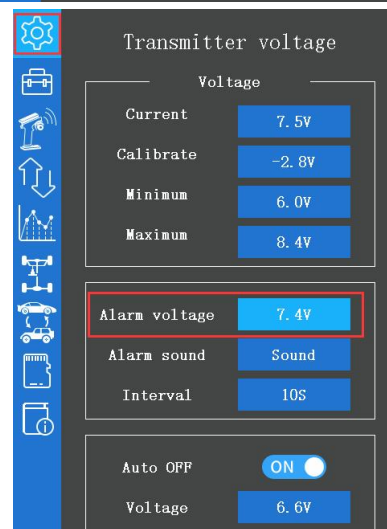 Transmitter voltage
Voltage
Current 7.5V
Calibrate -2.8V
Minimum 6.0V
Maximum 8.4V
Alarm voltage 7.4V
Alarm sound Sound
Interval 10S
Auto OFF ON
Voltage 6.6V